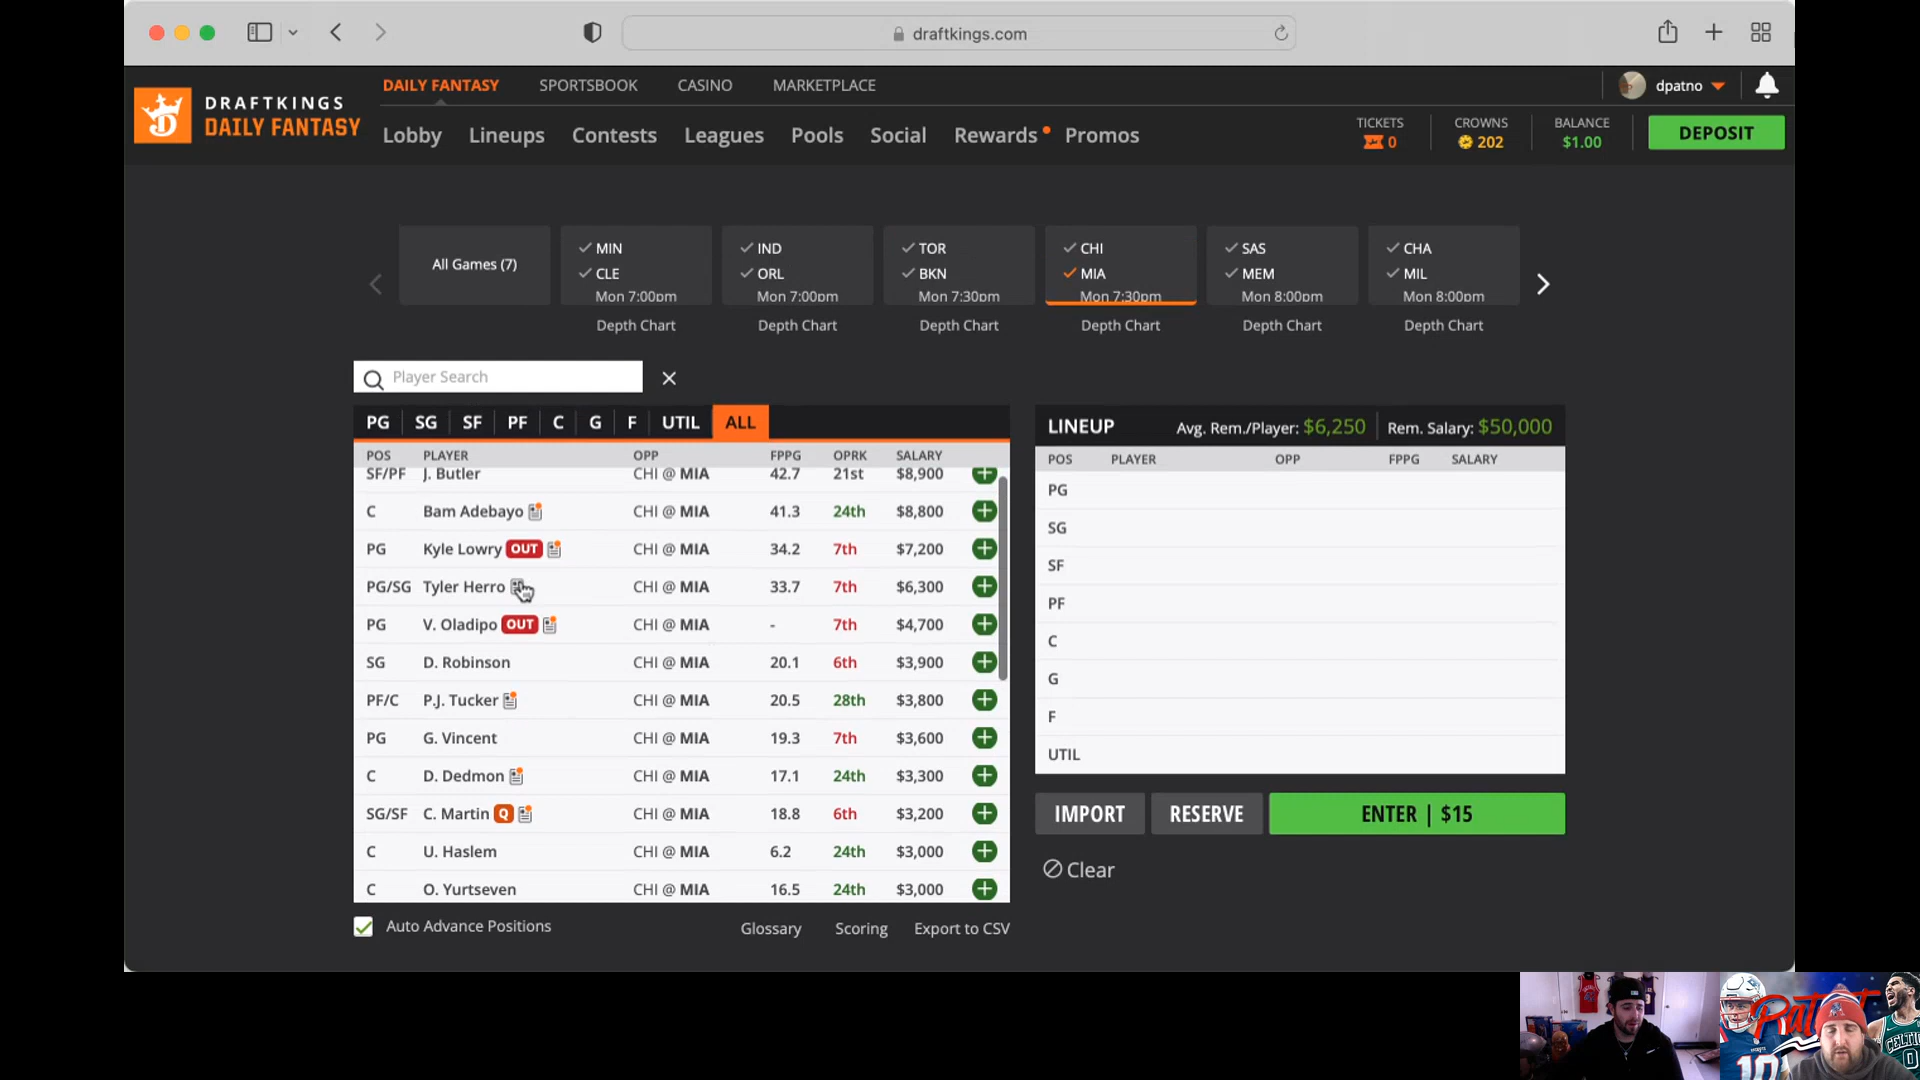 draftkings.com
DRAFTKINGS
DAILY FANTASY
DAILY FANTASY SPORTSBOOK CASINO MARKETPLACE
dpatno
Lobby Lineups Contests Leagues Pools Social Rewards Promos
TICKETS
0
CROWNS
202
BALANCE
$1.00
DEPOSIT
All Games (7)
MIN
CLE
Mon 7:00pm
Depth Chart
IND
ORL
Mon 7:00pm
Depth Chart
TOR
BKN
Mon 7:30pm
Depth Chart
CHI
MIA
Mon 7:30pm
Depth Chart
SAS
MEM
Mon 8:00pm
Depth Chart
CHA
MIL
Mon 8:00pm
Depth Chart
Player Search
PG SG SF PF C G F UTIL ALL
POS PLAYER OPP FPPG OPRK SALARY
SF/PF J. Butler CHI @ MIA 42.7 21st $8,900
C Bam Adebayo CHI @ MIA 41.3 24th $8,800
PG Kyle Lowry OUT CHI @ MIA 34.2 7th $7,200
PG/SG Tyler Herro CHI @ MIA 33.7 7th $6,300
PG V. Oladipo OUT CHI @ MIA - 7th $4,700
SG D. Robinson CHI @ MIA 20.1 6th $3,900
PF/C P.J. Tucker CHI @ MIA 20.5 28th $3,800
PG G. Vincent CHI @ MIA 19.3 7th $3,600
C D. Dedmon CHI @ MIA 17.1 24th $3,300
SG/SF C. Martin Q CHI @ MIA 18.8 6th $3,200
C U. Haslem CHI @ MIA 6.2 24th $3,000
C O. Yurtseven CHI @ MIA 16.5 24th $3,000
Auto Advance Positions
Glossary Scoring Export to CSV
LINEUP Avg. Rem./Player: $6,250 Rem. Salary: $50,000
POS PLAYER OPP FPPG SALARY
PG
SG
SF
PF
C
G
F
UTIL
IMPORT RESERVE ENTER | $15
Clear
10
CELTIC
0